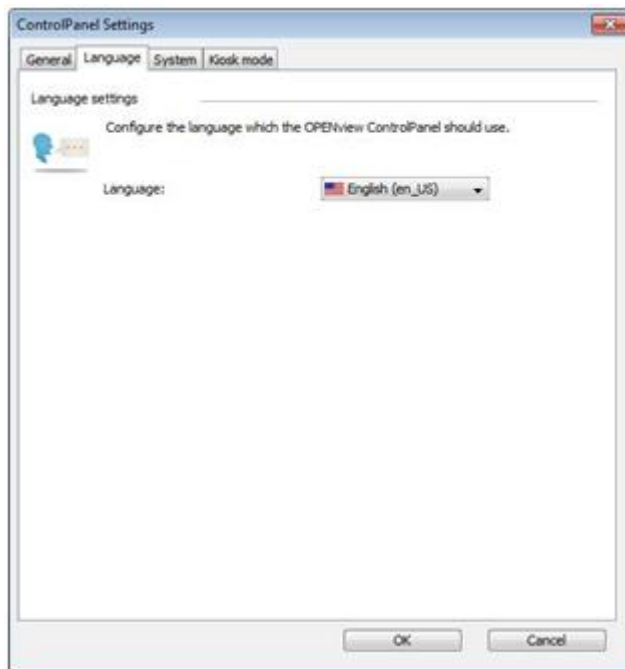 ControlPanel Settings
General Language System Kiosk mode
Language settings
Configure the language which the OPENview ControlPanel should use.
Language: English (en_US)
OK Cancel